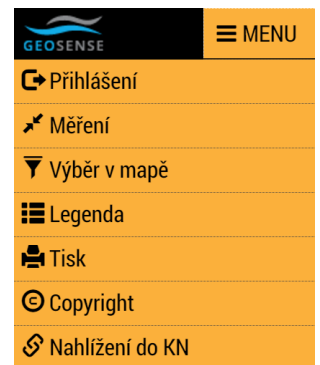 GEOSENSE
MENU
Přihlášení
Měření
Výběr v mapě
Legenda
Tisk
Copyright
Nahlížení do KN